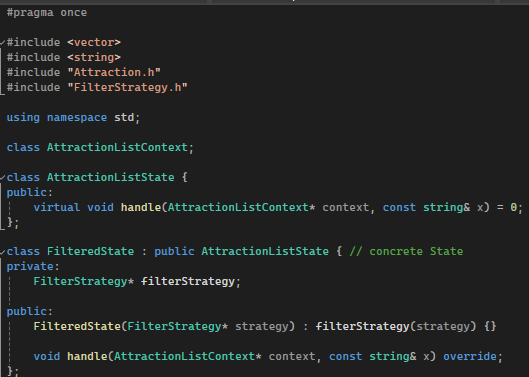 #pragma once
#include <vector>
#include <string>
#include "Attraction.h"
#include "FilterStrategy.h"
using namespace std;
class AttractionListContext;
class AttractionListState {
public:
virtual void handle(AttractionListContext* context, const string& x) = 0;
};
class FilteredState : public AttractionListState { // concrete State
private:
FilterStrategy* filterStrategy;
public:
FilteredState(FilterStrategy* strategy) : filterStrategy(strategy) {}
void handle(AttractionListContext* context, const string& x) override;
};